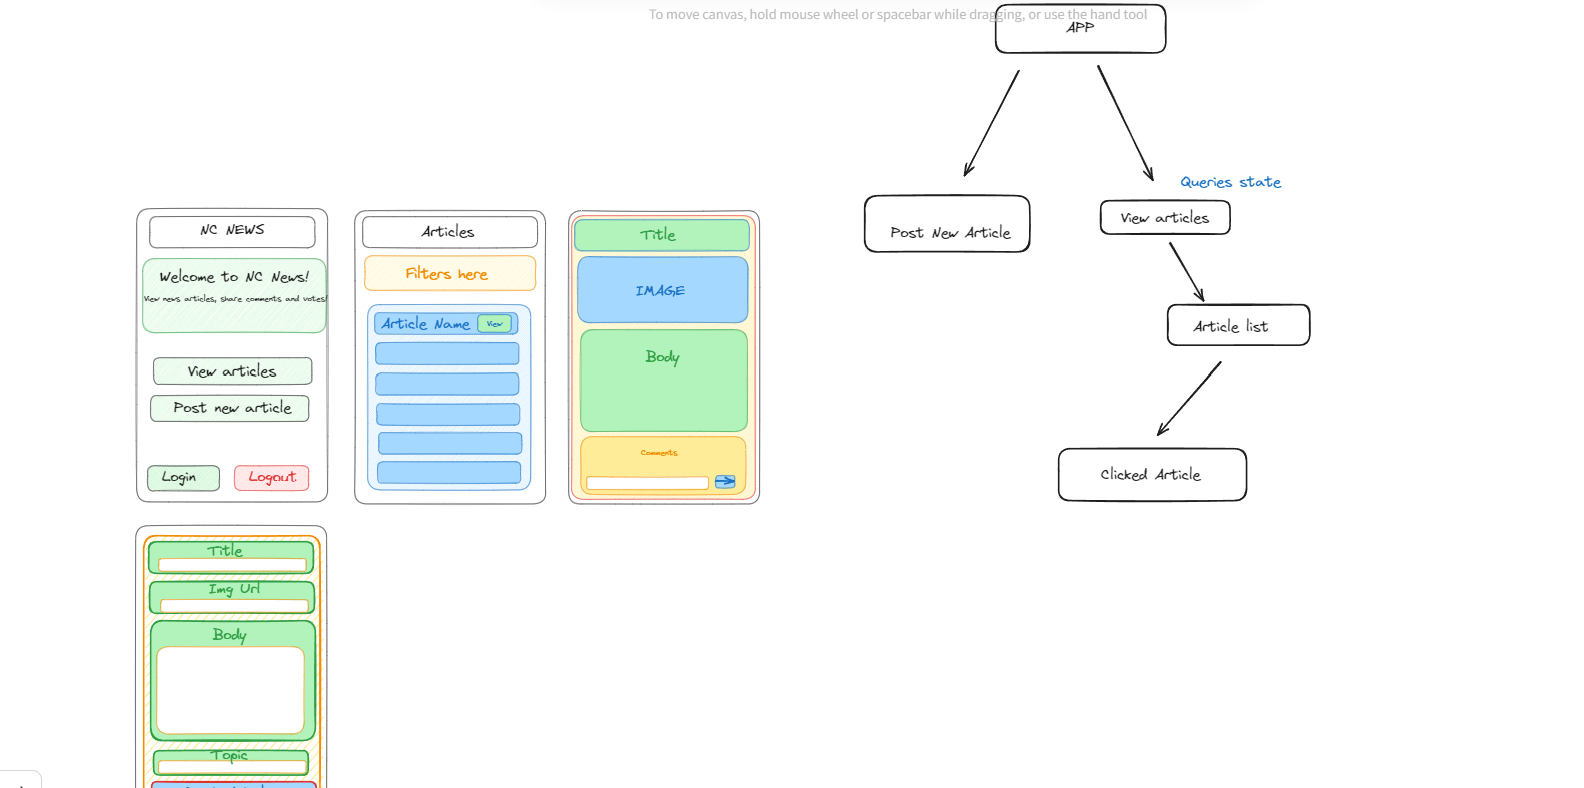 To move canvas, hold mouse wheel or spacebar while dragging, or use the hand tool
APP
Queries state
View articles
Post New Article
Article list
Clicked Article
NC NEWS
Welcome to NC News!
View news articles, share comments and votes!
View articles
Post new article
Login
Logout
Articles
Filters here
Article Name
View
Title
IMAGE
Body
Comments
Title
Img Url
Body
Topic